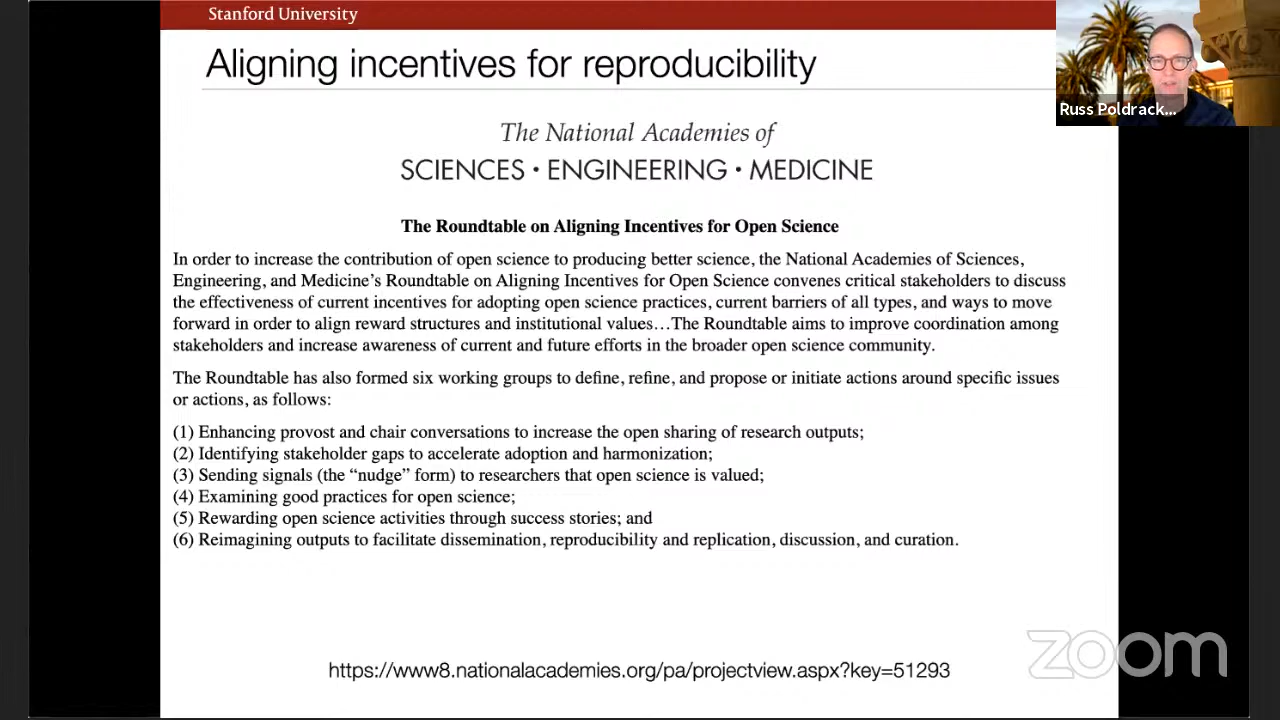 Stanford University
Aligning incentives for reproducibility
Russ Poldrack...
The National Academies of
SCIENCES · ENGINEERING · MEDICINE
The Roundtable on Aligning Incentives for Open Science
In order to increase the contribution of open science to producing better science, the National Academies of Sciences,
Engineering, and Medicine’s Roundtable on Aligning Incentives for Open Science convenes critical stakeholders to discuss
the effectiveness of current incentives for adopting open science practices, current barriers of all types, and ways to move
forward in order to align reward structures and institutional values…The Roundtable aims to improve coordination among
stakeholders and increase awareness of current and future efforts in the broader open science community.
The Roundtable has also formed six working groups to define, refine, and propose or initiate actions around specific issues
or actions, as follows:
(1) Enhancing provost and chair conversations to increase the open sharing of research outputs;
(2) Identifying stakeholder gaps to accelerate adoption and harmonization;
(3) Sending signals (the “nudge” form) to researchers that open science is valued;
(4) Examining good practices for open science;
(5) Rewarding open science activities through success stories; and
(6) Reimagining outputs to facilitate dissemination, reproducibility and replication, discussion, and curation.
https://www8.nationalacademies.org/pa/projectview.aspx?key=51293
zoom